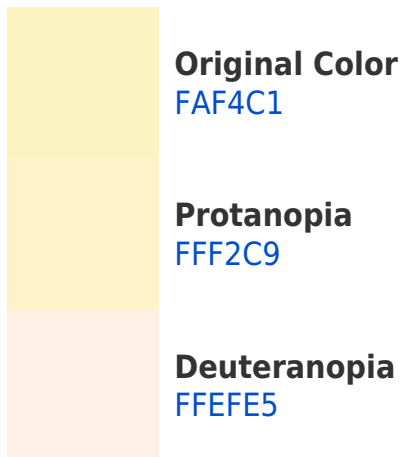 Original Color
FAF4C1
Protanopia
FFF2C9
Deuteranopia
FFEFE5